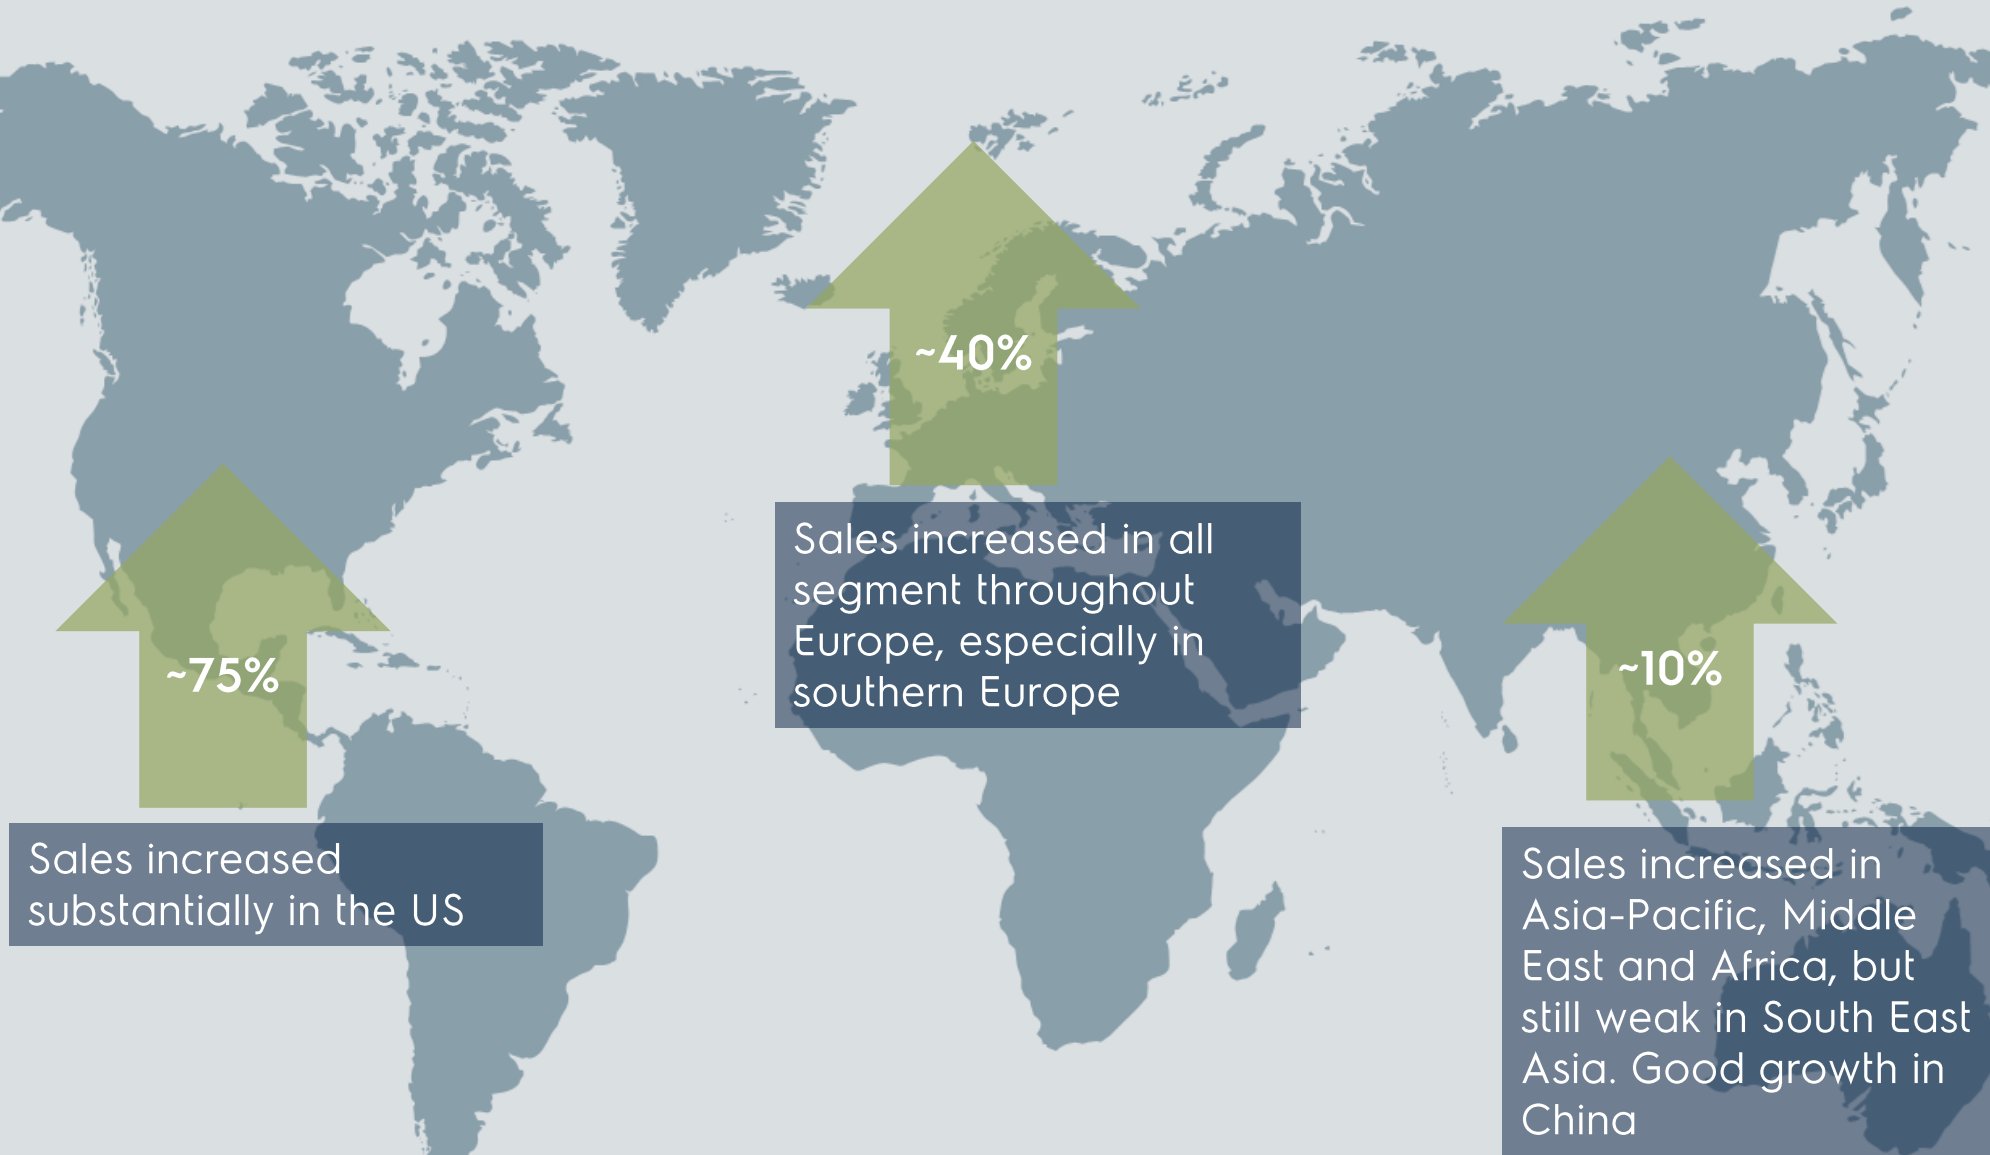 ~40%
Sales increased in all
segment throughout
Europe, especially in
southern Europe
~75%
Sales increased
substantially in the US
~10%
Sales increased in
Asia-Pacific, Middle
East and Africa, but
still weak in South East
Asia. Good growth in
China